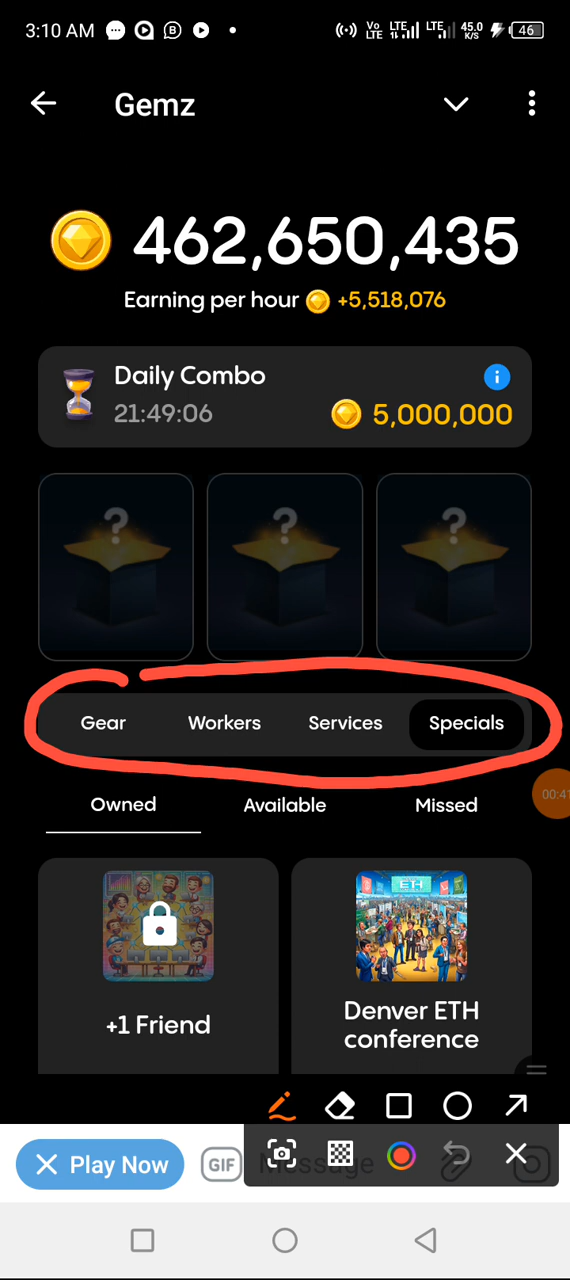 3:10 AM
Vo LTE LTE LTE 45.0 K/S 46
Gemz
462,650,435
Earning per hour +5,518,076
Daily Combo
21:49:06 5,000,000
? ? ?
Gear Workers Services Specials
Owned Available Missed
00:41
ETH
+1 Friend
Denver ETH
conference
Play Now GIF Message